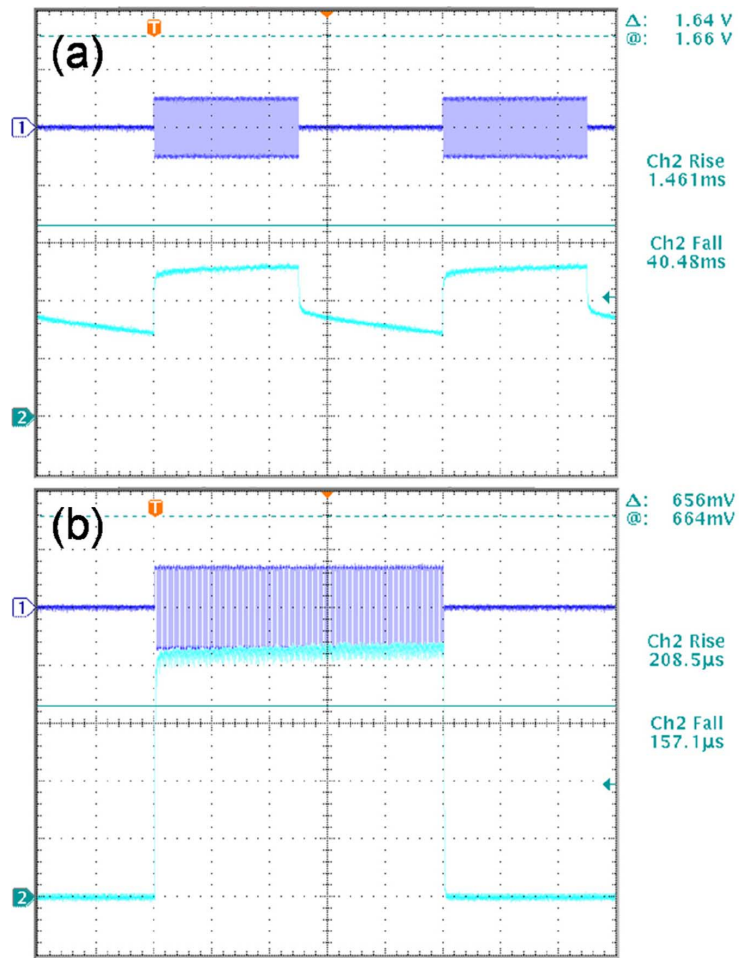 (a)
T
Δ: 1.64 V
@: 1.66 V
1
Ch2 Rise
1.461ms
Ch2 Fall
40.48ms
2
(b)
T
Δ: 656mV
@: 664mV
1
Ch2 Rise
208.5µs
Ch2 Fall
157.1µs
2